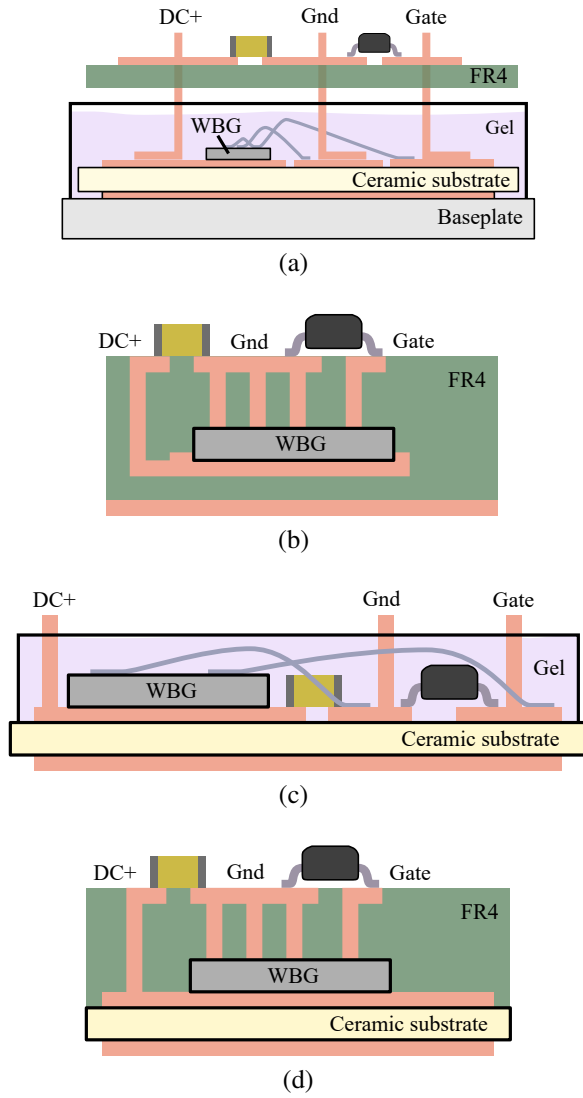 DC+ Gnd Gate
FR4
WBG Gel
Ceramic substrate
Baseplate
(a)
DC+ Gnd Gate
FR4
WBG
(b)
DC+ Gnd Gate
Gel
WBG
Ceramic substrate
(c)
DC+ Gnd Gate
FR4
WBG
Ceramic substrate
(d)